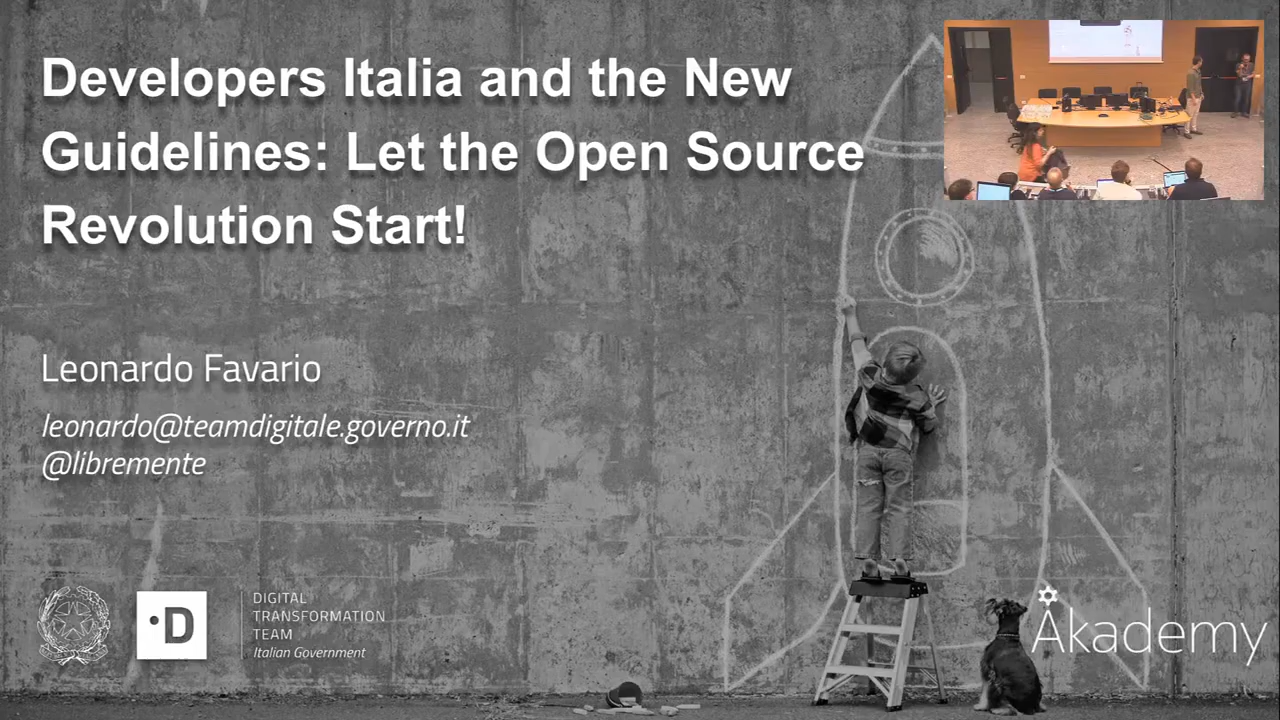 Developers Italia and the New
Guidelines: Let the Open Source
Revolution Start!
Leonardo Favario
leonardo@teamdigitale.governo.it
@libremente
·D
DIGITAL
TRANSFORMATION
TEAM
Italian Government
Akademy